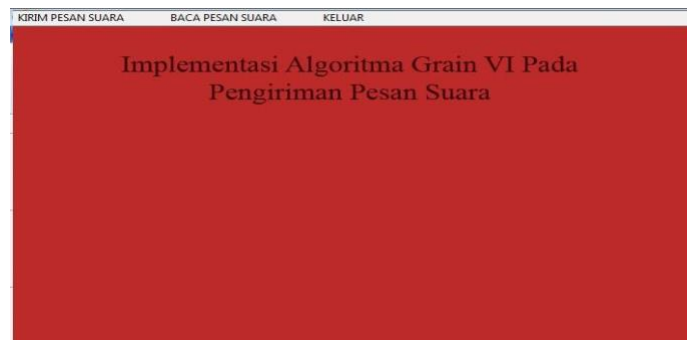 KIRIM PESAN SUARA BACA PESAN SUARA KELUAR
Implementasi Algoritma Grain VI Pada
Pengiriman Pesan Suara